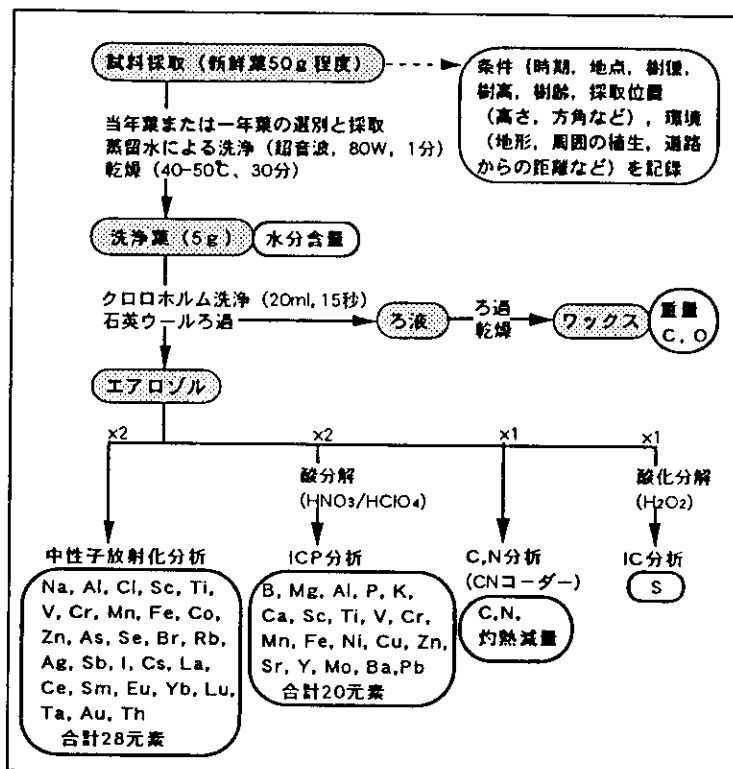 試料採取（新鮮葉50g程度）
条件（時期，地点，樹種，
樹高，樹齢，採取位置
（高さ，方角など），環境
（地形，周囲の植生，道路
からの距離など）を記録
当年葉または一年葉の選別と採取
蒸留水による洗浄（超音波，80W，1分）
乾燥（40-50℃、30分）
洗浄葉（5g）
水分含量
クロロホルム洗浄（20ml，15秒）
石英ウールろ過
ろ液
ろ過
乾燥
ワックス
重量
C，O
エアロゾル
x2
x2
x1
x1
酸分解
(HNO₃/HClO₄)
酸化分解
(H₂O₂)
中性子放射化分析
Na, Al, Cl, Sc, Ti,
V, Cr, Mn, Fe, Co,
Zn, As, Se, Br, Rb,
Ag, Sb, I, Cs, La,
Ce, Sm, Eu, Yb, Lu,
Ta, Au, Th
合計28元素
ICP分析
B, Mg, Al, P, K,
Ca, Sc, Ti, V, Cr,
Mn, Fe, Ni, Cu, Zn,
Sr, Y, Mo, Ba,Pb
合計20元素
C,N分析
(CNコーダー)
C,N,
灼熱減量
IC分析
S